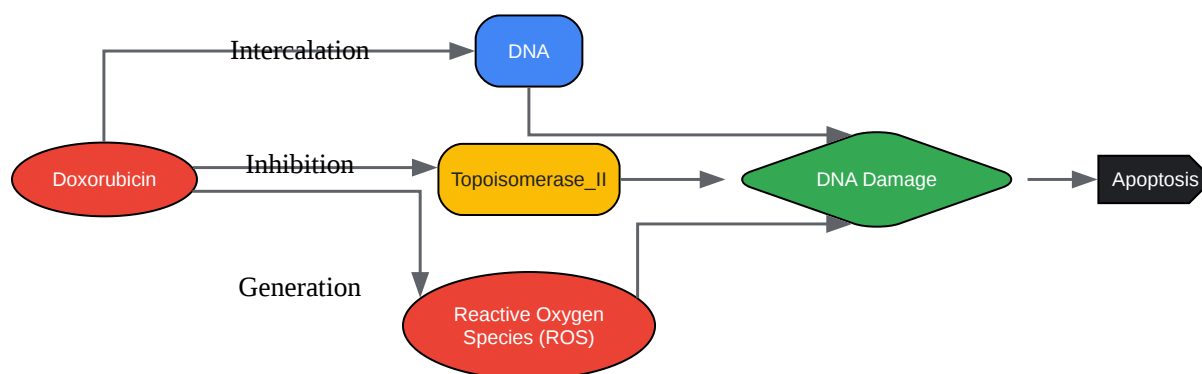 Intercalation
DNA
Doxorubicin
Inhibition
Topoisomerase_II
DNA Damage
Apoptosis
Generation
Reactive Oxygen
Species (ROS)